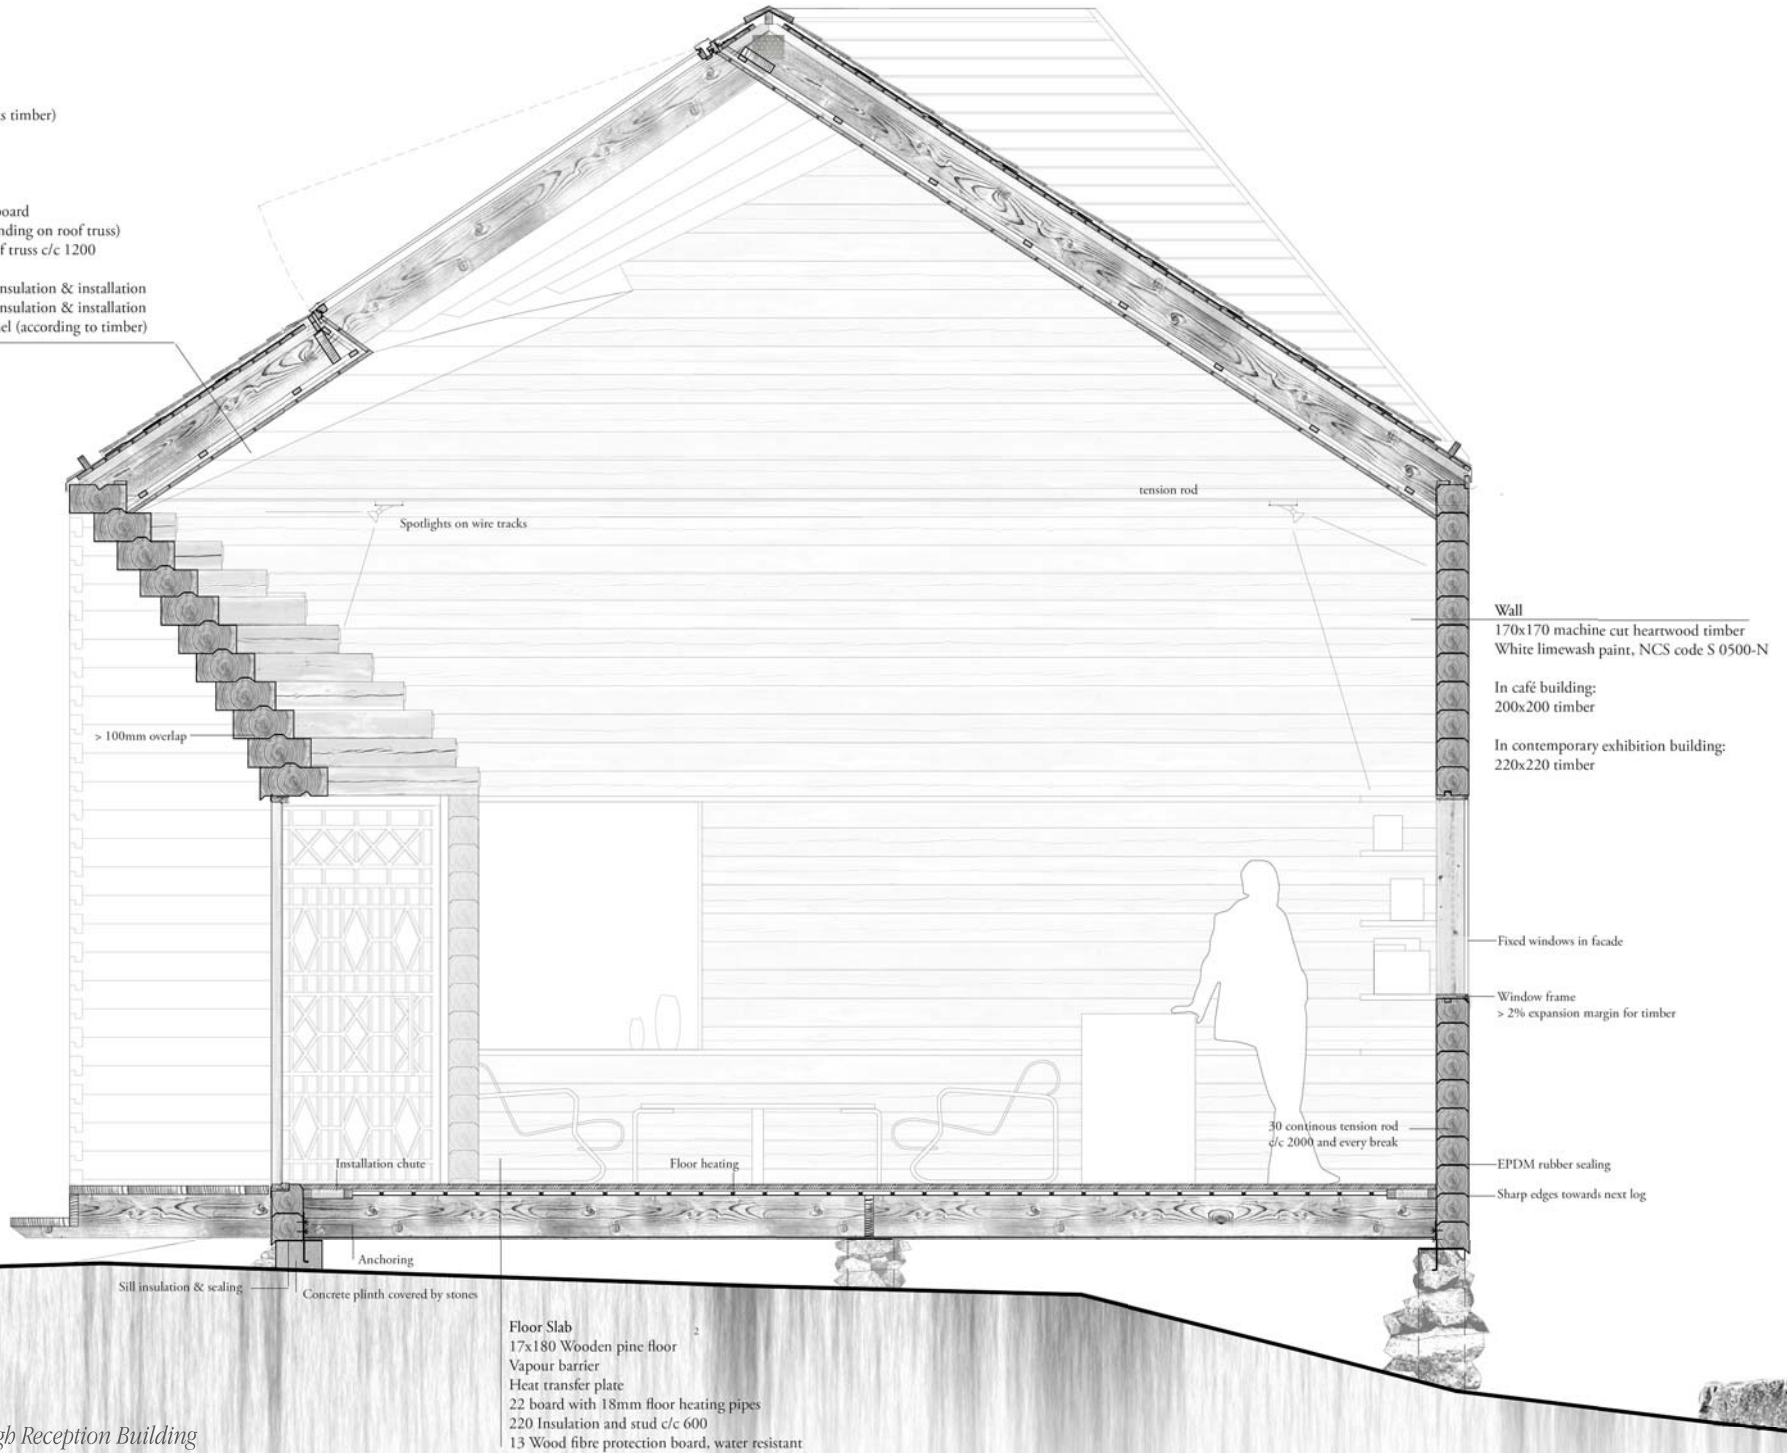 s timber)
board
nding on roof truss)
f truss c/c 1200
nsulation & installation
nsulation & installation
el (according to timber)
tension rod
Spotlights on wire tracks
Wall
170x170 machine cut heartwood timber
White limewash paint, NCS code S 0500-N
In café building:
200x200 timber
In contemporary exhibition building:
220x220 timber
> 100mm overlap
Fixed windows in facade
Window frame
> 2% expansion margin for timber
30 continous tension rod
c/c 2000 and every break
Installation chute
Floor heating
EPDM rubber sealing
Sharp edges towards next log
Anchoring
Sill insulation & sealing
Concrete plinth covered by stones
Floor Slab
2
17x180 Wooden pine floor
Vapour barrier
Heat transfer plate
22 board with 18mm floor heating pipes
220 Insulation and stud c/c 600
13 Wood fibre protection board, water resistant
gh Reception Building